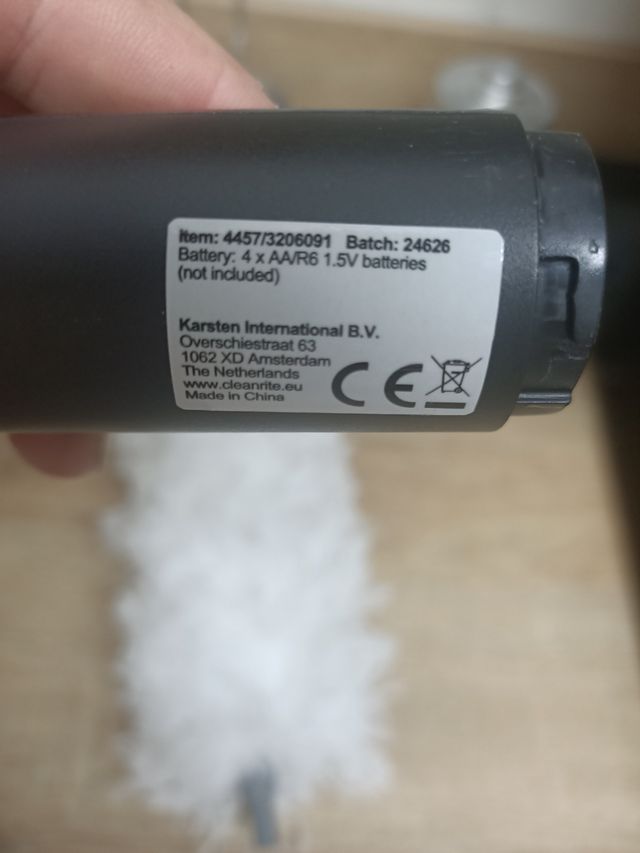 Item: 4457/3206091 Batch: 24626
Battery: 4 x AA/R6 1.5V batteries
(not included)
Karsten International B.V.
Overschiestraat 63
1062 XD Amsterdam
The Netherlands
www.cleanrite.eu
Made in China
CE